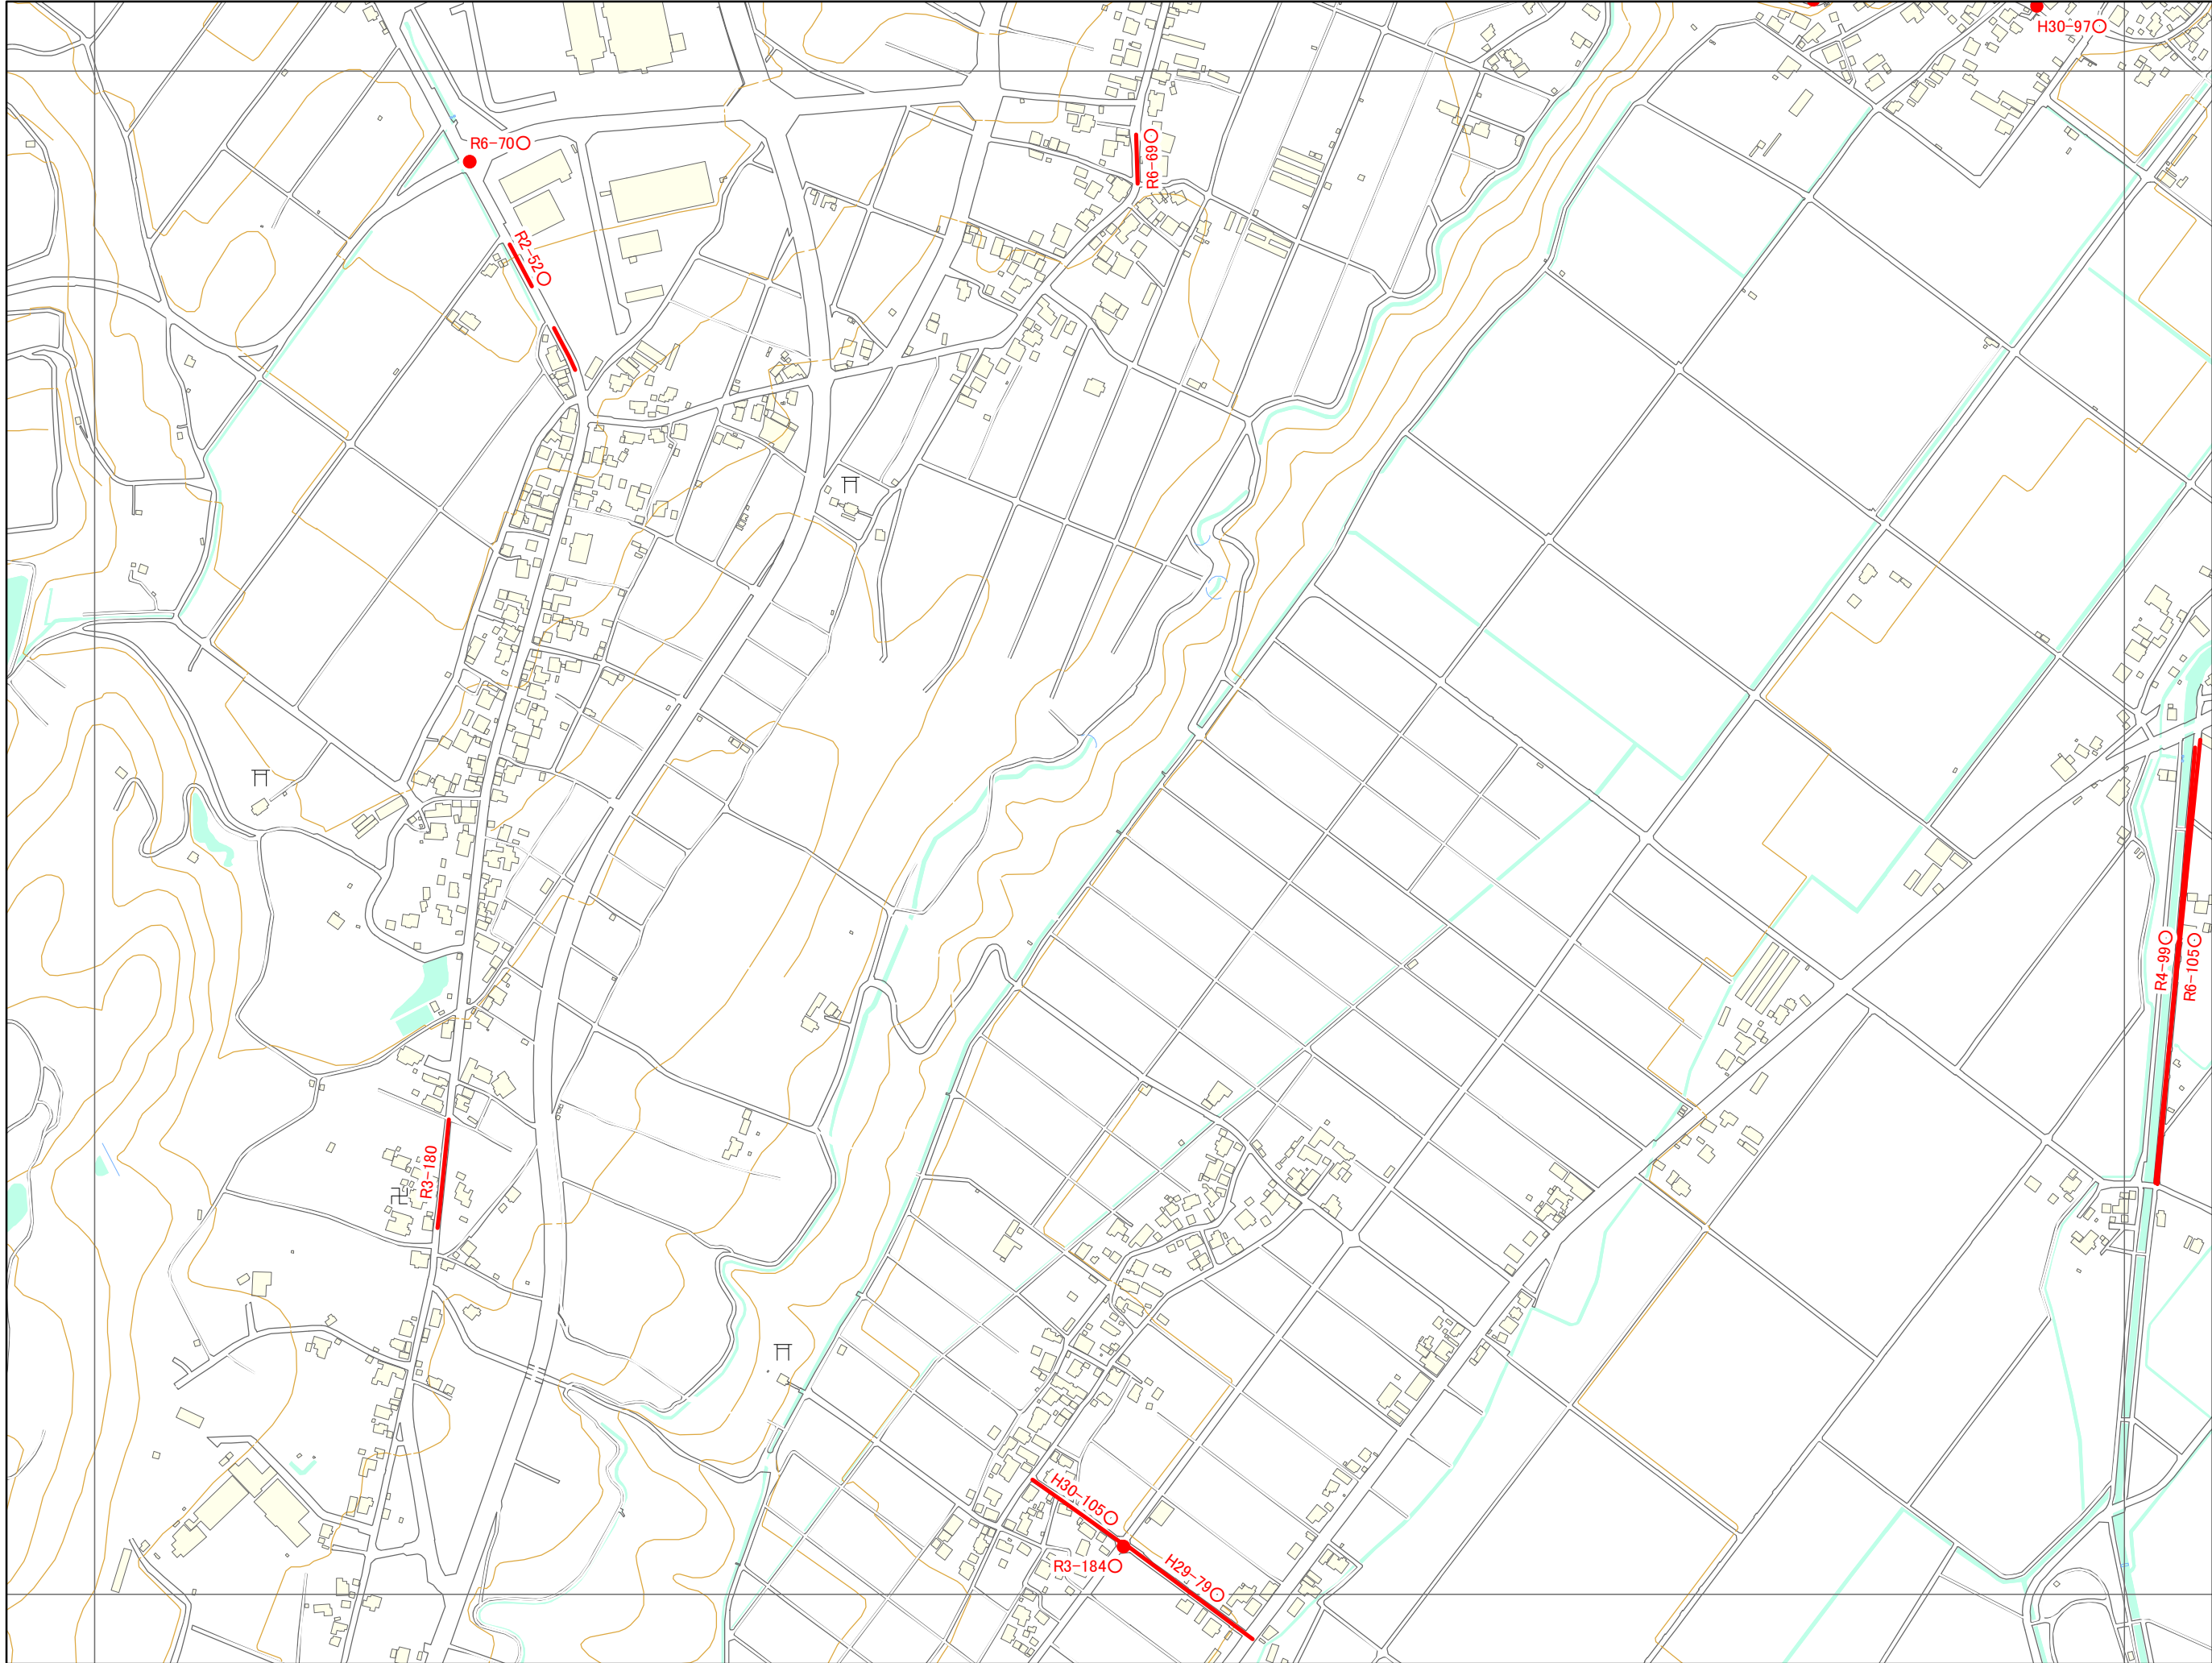 H30-97○
R6-70○
R6-69○
R2-52○
R4-99○
R6-105○
R3-180
H30-105○
R3-184○
H29-79○